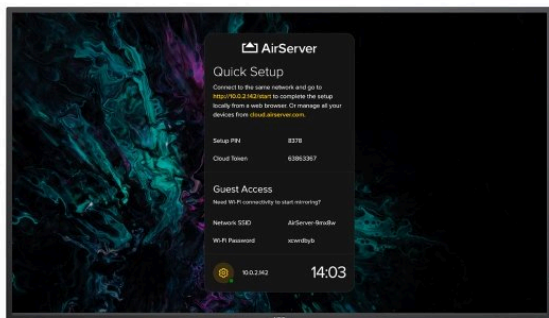 AirServer
Quick Setup
Connect to the same network and go to
http://10.0.2.142/start to complete the setup
locally from a web browser. Or manage all your
devices from cloud.airserver.com.
Setup PIN 8378
Cloud Token 63863367
Guest Access
Need Wi-Fi connectivity to start mirroring?
Network SSID AirServer-9mx8w
Wi-Fi Password xcwrdbyb
10.0.2.142 14:03